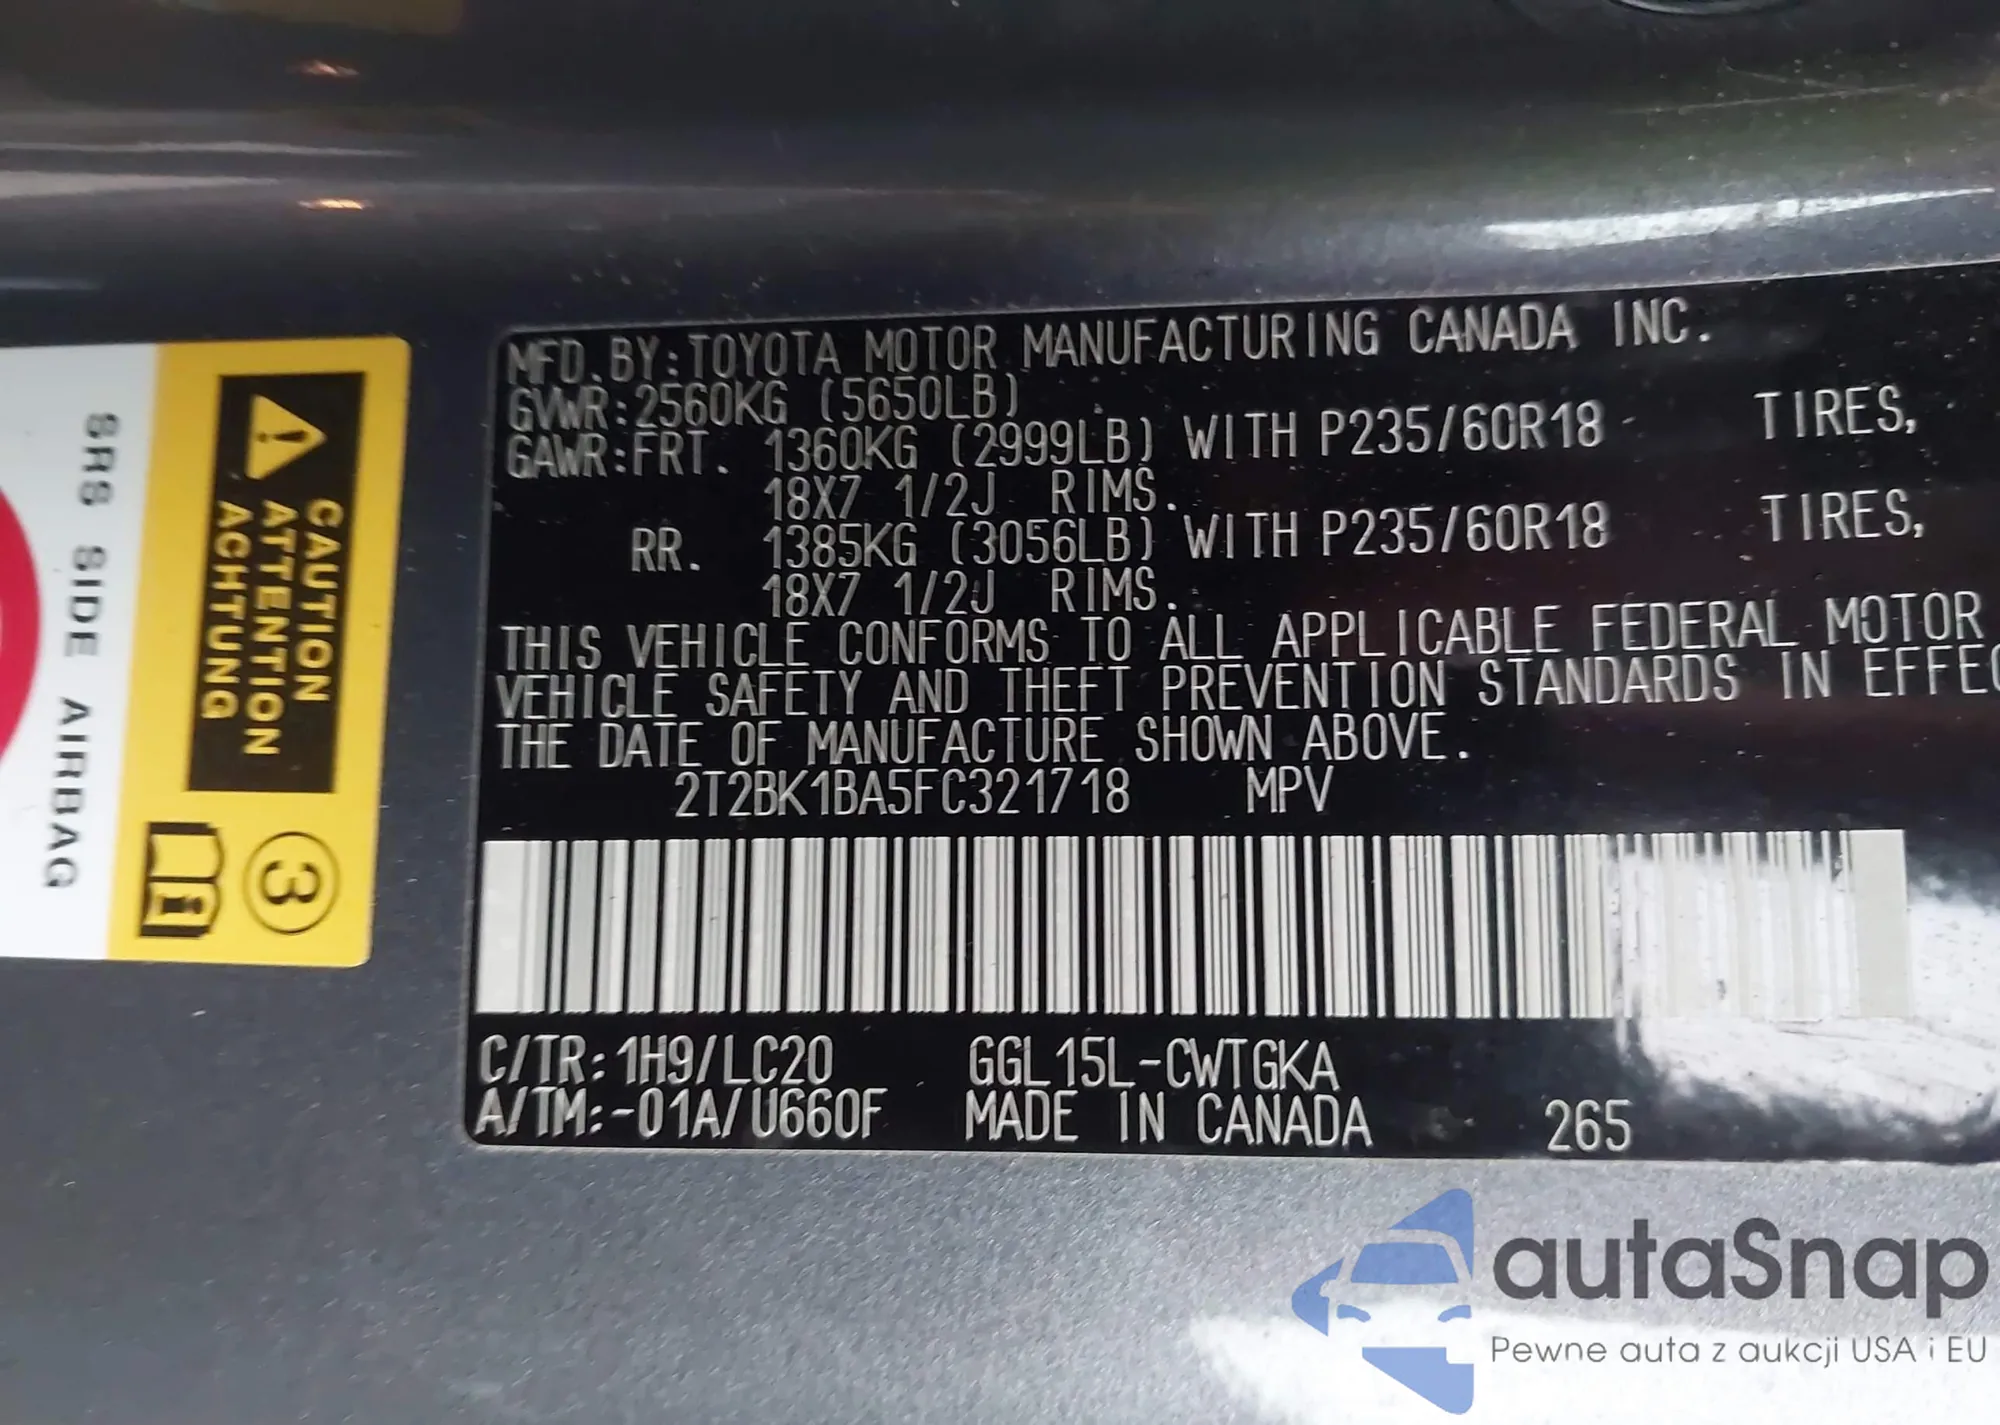 MFD. BY: TOYOTA MOTOR MANUFACTURING CANADA INC.
GVWR: 2560KG (5650LB)
GAWR: FRT. 1360KG (2999LB) WITH P235/60R18 TIRES,
18X7 1/2J RIMS.
RR. 1385KG (3056LB) WITH P235/60R18 TIRES,
18X7 1/2J RIMS.
THIS VEHICLE CONFORMS TO ALL APPLICABLE FEDERAL MOTOR
VEHICLE SAFETY AND THEFT PREVENTION STANDARDS IN EFFEC
THE DATE OF MANUFACTURE SHOWN ABOVE.
2T2BK1BA5FC321718 MPV
C/TR: 1H9/LC20 GGL15L-CWTGKA
A/TM: -01A/U660F MADE IN CANADA 265
CAUTION
ATTENTION
ACHTUNG
3
SRS SIDE AIRBAG
autaSnap
Pewne auta z aukcji USA i EU